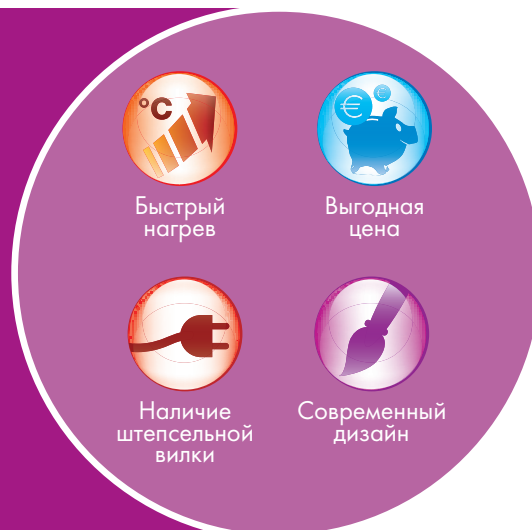 °C
€ €
Быстрый
нагрев
Выгодная
цена
Наличие
штепсельной
вилки
Современный
дизайн